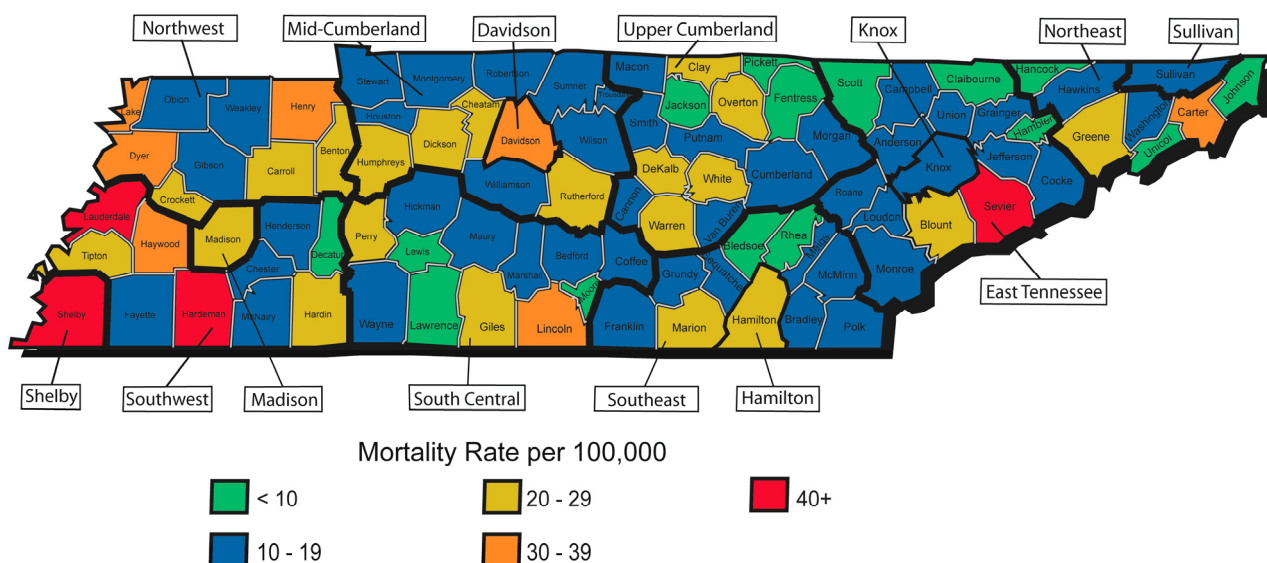 Northwest
Mid-Cumberland
Davidson
Upper Cumberland
Knox
Northeast
Sullivan
Lake
Obion
Weakley
Henry
Stewart
Montgomery
Robertson
Sumner
Macon
Clay
Pickett
Scott
Campbell
Claibourne
Hancock
Hawkins
Sullivan
Johnson
Houston
Cheatam
Smith
Jackson
Overton
Fentress
Morgan
Anderson
Union
Grainger
Hambler
Greene
Washington
Carter
Unicoi
Dyer
Gibson
Carroll
Benton
Humphreys
Dickson
Davidson
Wilson
Putnam
DeKalb
White
Cumberland
Roane
Knox
Jefferson
Cocke
Sevier
Lauderdale
Crockett
Haywood
Madison
Henderson
Decatur
Perry
Hickman
Williamson
Rutherford
Cannon
Warren
Van Buren
Bledsoe
Rhea
Meigs
Loudon
Blount
Tipton
Chester
Lewis
Maury
Marshall
Bedford
Coffee
Grundy
Sequatche
McMinn
Monroe
Shelby
Fayette
Hardeman
McNairy
Hardin
Wayne
Lawrence
Giles
Lincoln
Moore
Franklin
Marion
Hamilton
Bradley
Polk
East Tennessee
Shelby
Southwest
Madison
South Central
Southeast
Hamilton
Mortality Rate per 100,000
< 10
20 - 29
40+
10 - 19
30 - 39